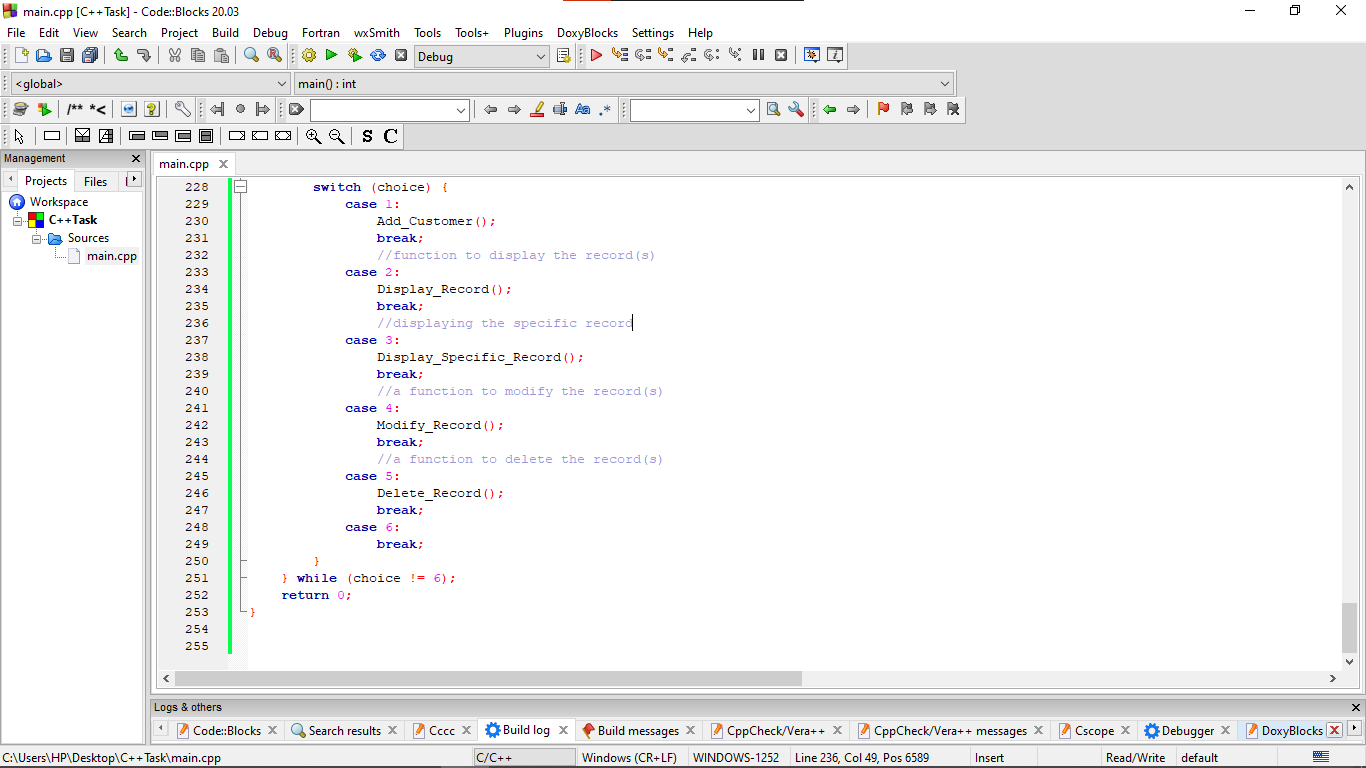 main.cpp [C++Task] - Code::Blocks 20.03
File Edit View Search Project Build Debug Fortran wxSmith Tools Tools+ Plugins DoxyBlocks Settings Help
Debug
<global> main() : int
/** *<
Aa .*
S C
Management
main.cpp
Projects Files
Workspace
C++Task
Sources
main.cpp
228 switch (choice) {
229 case 1:
230 Add_Customer();
231 break;
232 //function to display the record(s)
233 case 2:
234 Display_Record();
235 break;
236 //displaying the specific record
237 case 3:
238 Display_Specific_Record();
239 break;
240 //a function to modify the record(s)
241 case 4:
242 Modify_Record();
243 break;
244 //a function to delete the record(s)
245 case 5:
246 Delete_Record();
247 break;
248 case 6:
249 break;
250 }
251 } while (choice != 6);
252 return 0;
253 }
254
255
Logs & others
Code::Blocks Search results Cccc Build log Build messages CppCheck/Vera++ CppCheck/Vera++ messages Cscope Debugger DoxyBlocks
C:\Users\HP\Desktop\C++Task\main.cpp C/C++ Windows (CR+LF) WINDOWS-1252 Line 236, Col 49, Pos 6589 Insert Read/Write default